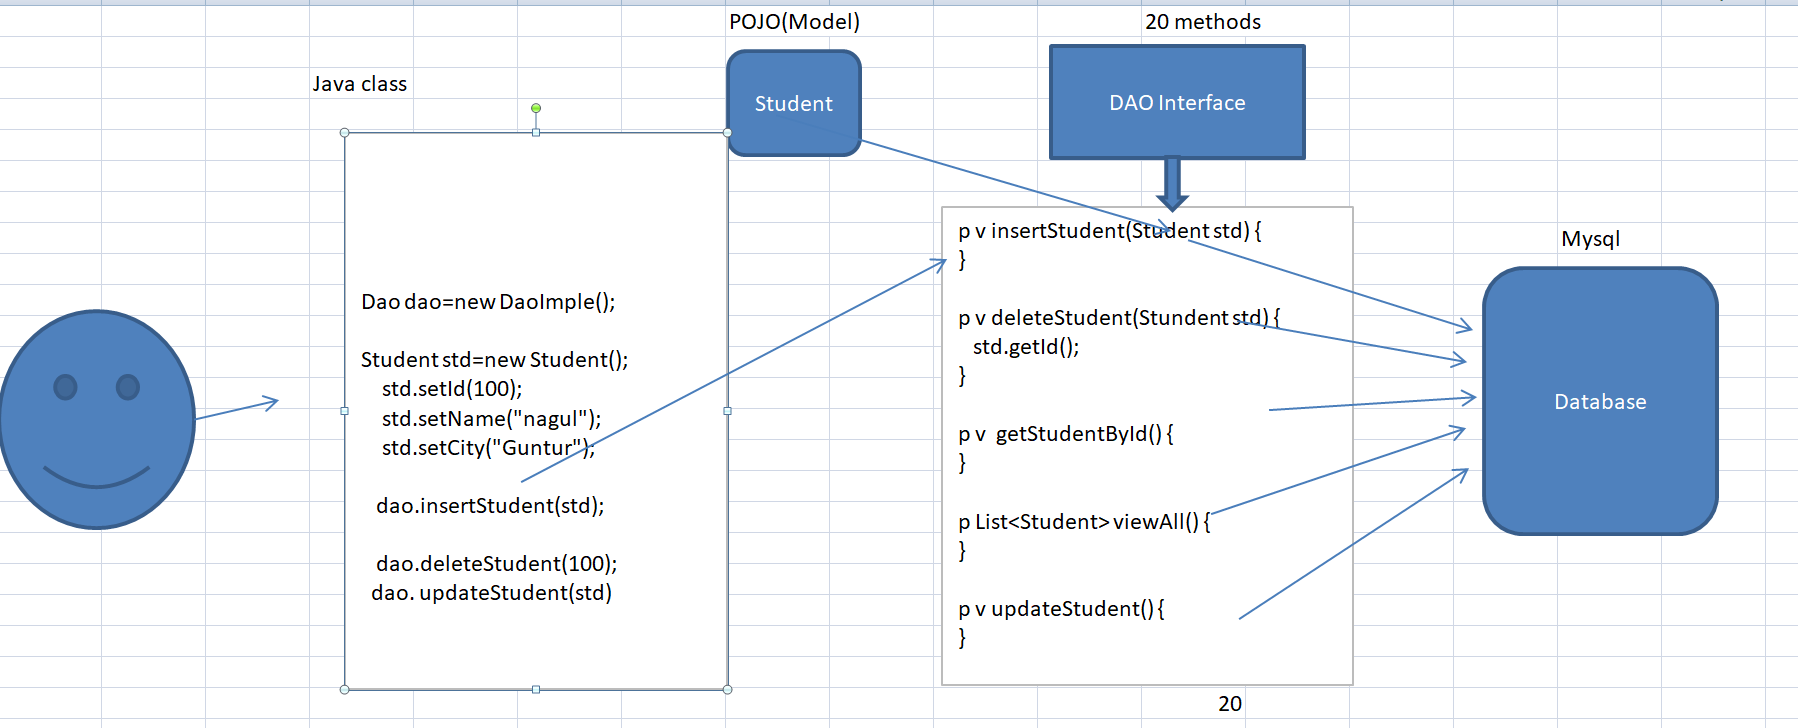 POJO(Model)
20 methods
Java class
Student
DAO Interface
Dao dao=new DaoImple();
Student std=new Student();
std.setId(100);
std.setName("nagul");
std.setCity("Guntur");
dao.insertStudent(std);
dao.deleteStudent(100);
dao. updateStudent(std)
p v insertStudent(Student std) {
}
p v deleteStudent(Stundent std) {
std.getId();
}
p v  getStudentById() {
}
p List<Student> viewAll() {
}
p v updateStudent() {
}
20
Mysql
Database